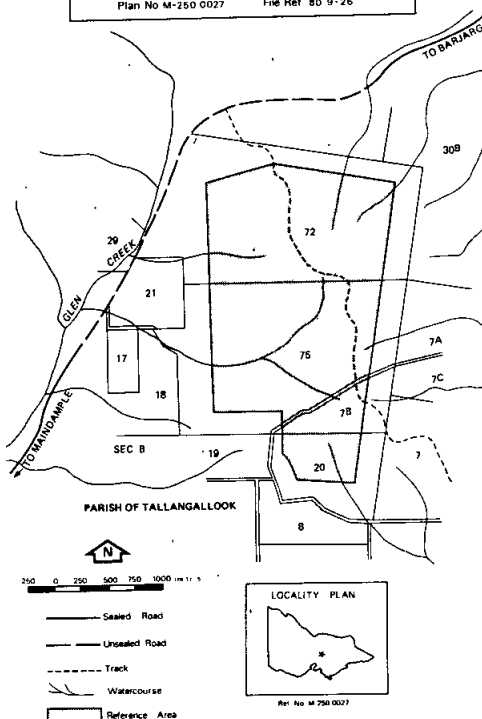 Plan No M-250 0027 File Ref 80 9-26
TO BARJARG
30B
72
29
GLEN CREEK
21
7A
76
17
7C
18
7B
TO MAINDAMPLE
SEC B
19
7
20
PARISH OF TALLANGALLOOK
8
N
250 0 250 500 750 1000
LOCALITY PLAN
Sealed Road
Unsealed Road
Track
Watercourse
Ref No M 250 0027
Reference Area